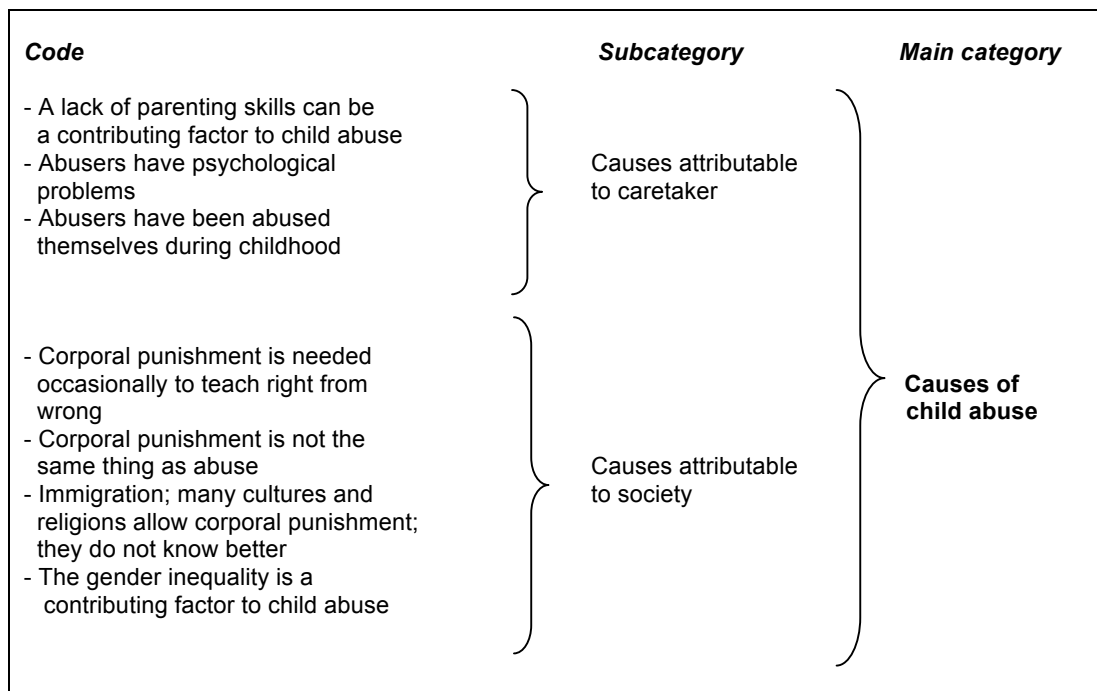 Code Subcategory Main category
- A lack of parenting skills can be
a contributing factor to child abuse
- Abusers have psychological
problems
- Abusers have been abused
themselves during childhood
Causes attributable
to caretaker
- Corporal punishment is needed
occasionally to teach right from
wrong
- Corporal punishment is not the
same thing as abuse
- Immigration; many cultures and
religions allow corporal punishment;
they do not know better
- The gender inequality is a
contributing factor to child abuse
Causes attributable
to society
Causes of
child abuse